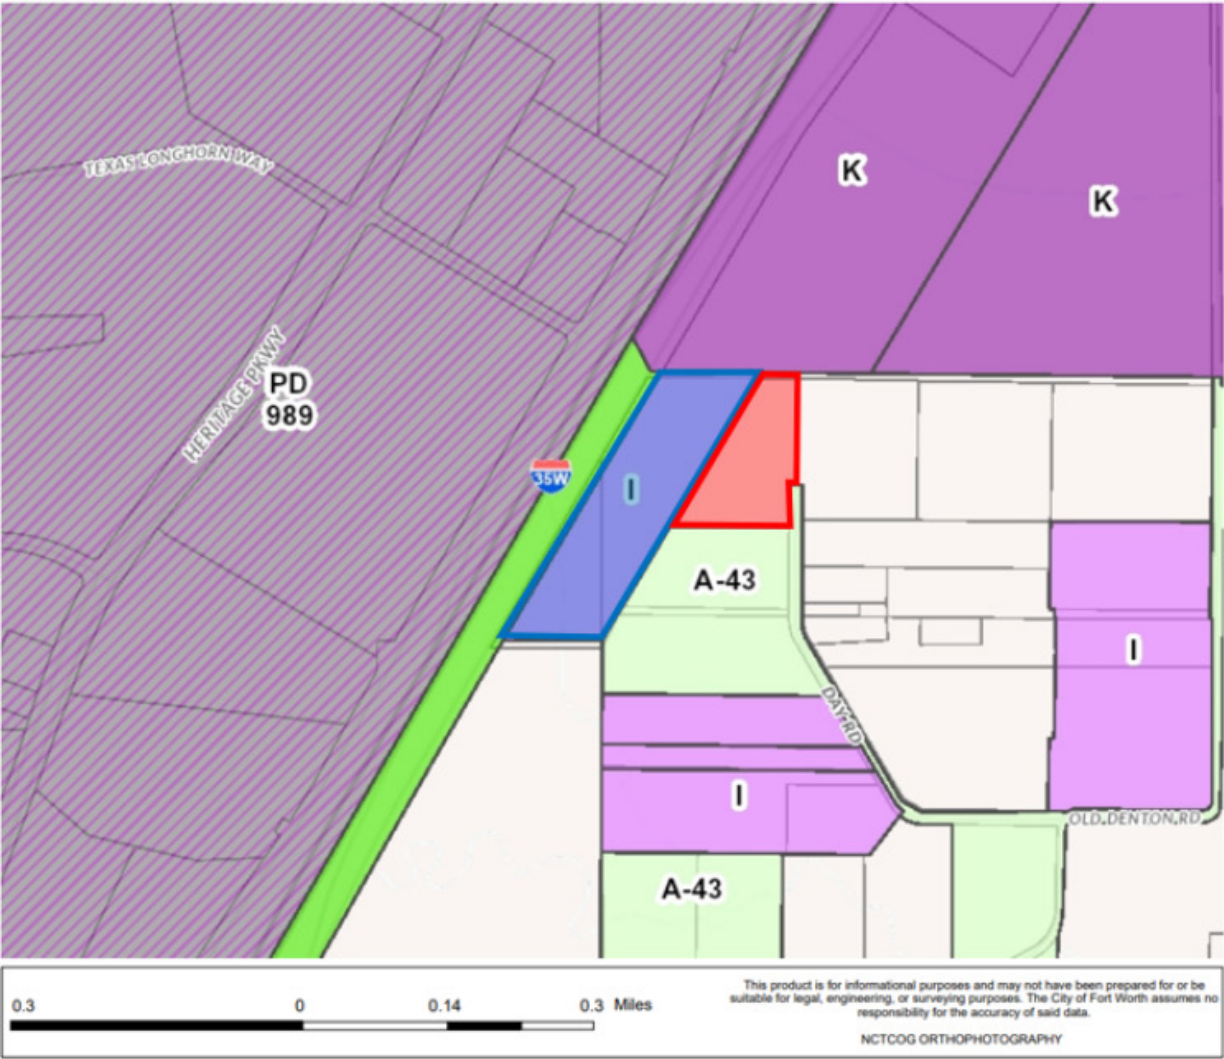 TEXAS LONGHORN WAY
K
K
HERITAGE PKWY
PD
989
35W
I
A-43
I
DAY RD
I
OLD DENTON RD
A-43
0.3 0 0.14 0.3 Miles
This product is for informational purposes and may not have been prepared for or be
suitable for legal, engineering, or surveying purposes. The City of Fort Worth assumes no
responsibility for the accuracy of said data.
NCTCOG ORTHOPHOTOGRAPHY